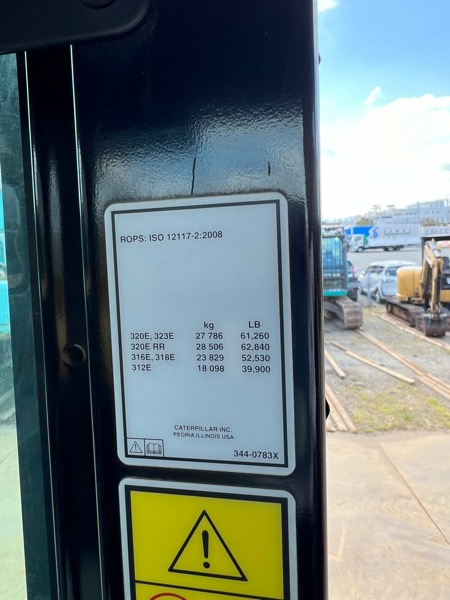 ROPS: ISO 12117-2:2008
kg LB
320E, 323E 27 786 61,260
320E RR 28 506 62,840
316E, 318E 23 829 52.530
312E 18 098 39.900
CATERPILLAR INC.
PEORIA.ILLINOIS USA
344-0783X